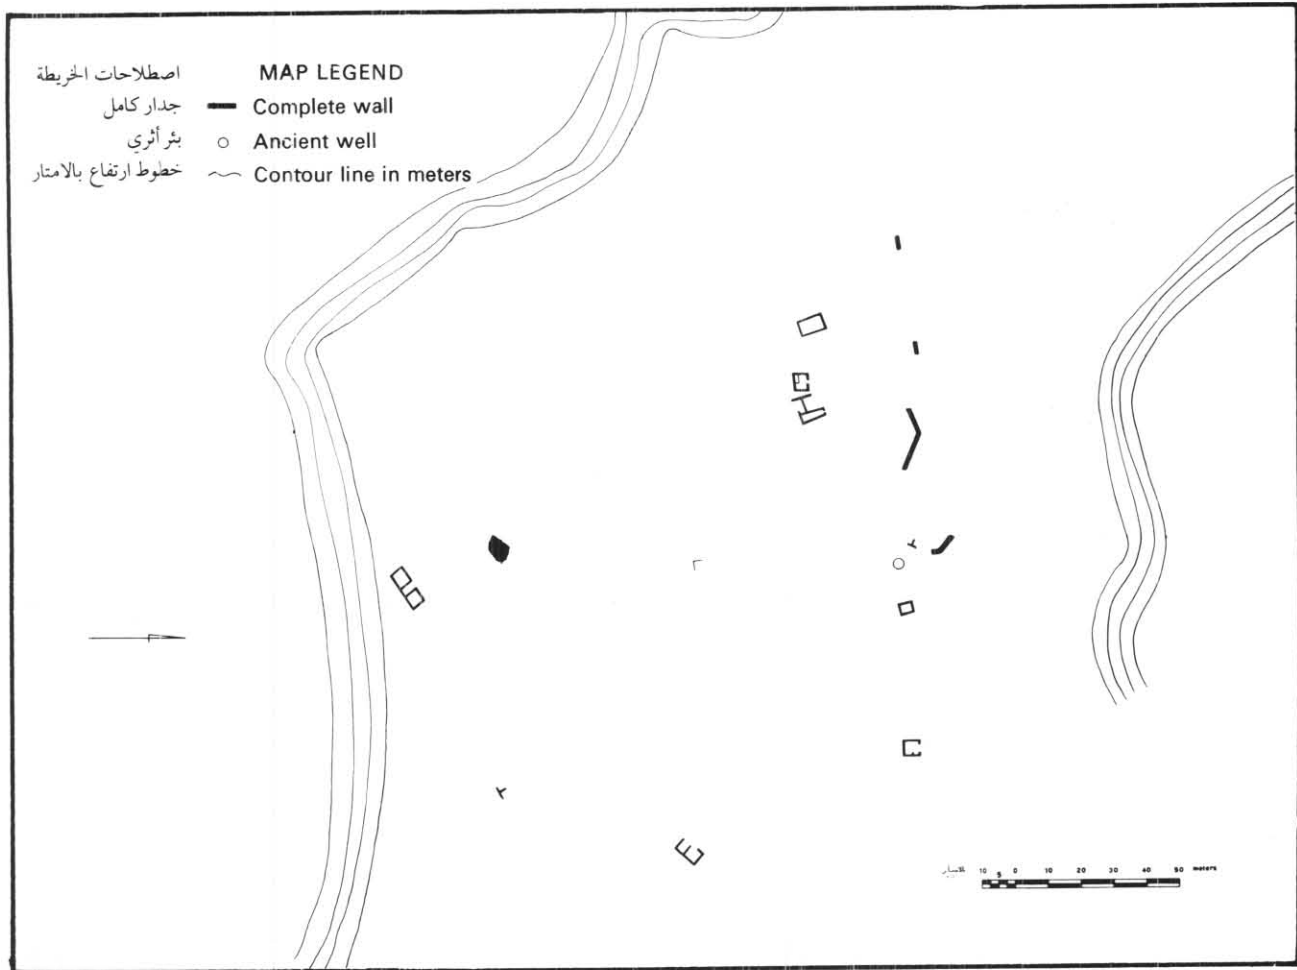 اصطلاحات الخريطة MAP LEGEND
جدار كامل Complete wall
بئر أثري Ancient well
خطوط ارتفاع بالامتار Contour line in meters
10 5 0 10 20 30 40 50 meters